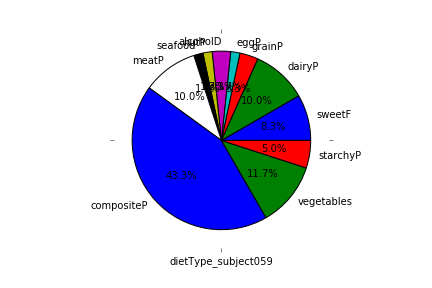 eggP
grainP
seafood
meatP
dairyP
10.0%
10.0%
sweetF
8.3%
5.0%
starchyP
43.3%
11.7%
compositeP
vegetables
dietType_subject059